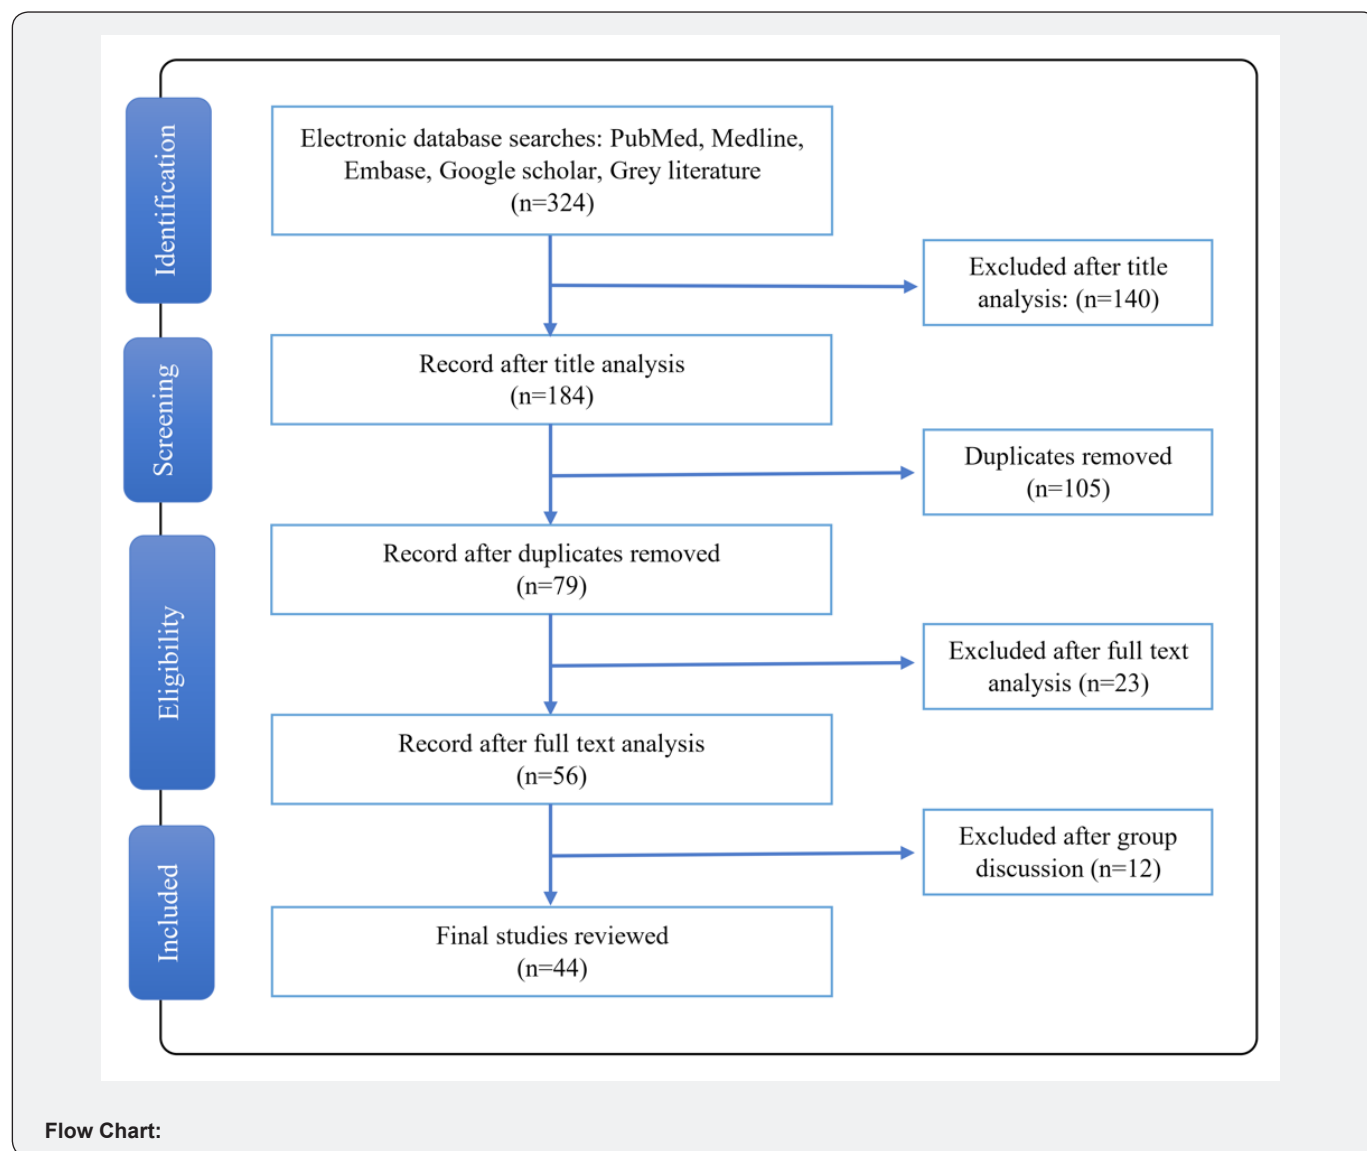 Identification
Electronic database searches: PubMed, Medline,
Embase, Google scholar, Grey literature
(n=324)
Excluded after title
analysis: (n=140)
Screening
Record after title analysis
(n=184)
Duplicates removed
(n=105)
Eligibility
Record after duplicates removed
(n=79)
Excluded after full text
analysis (n=23)
Record after full text analysis
(n=56)
Included
Excluded after group
discussion (n=12)
Final studies reviewed
(n=44)
Flow Chart: